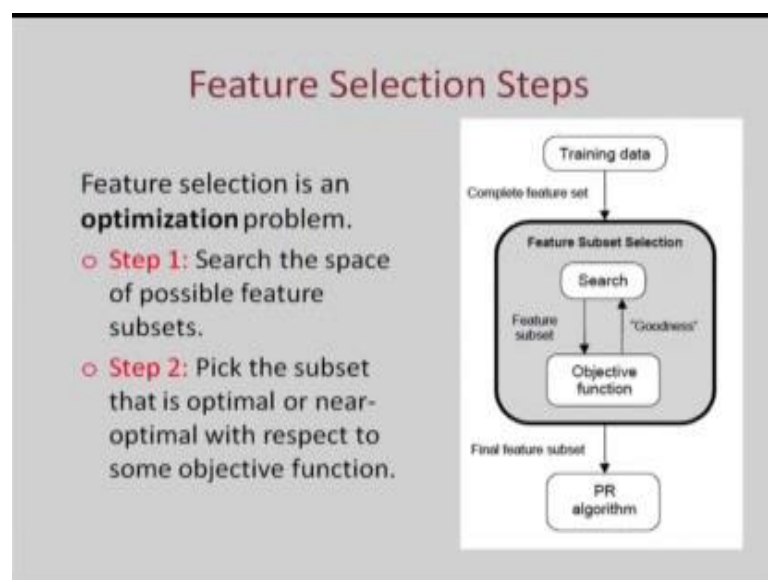 Feature Selection Steps
Feature selection is an
optimization problem.
o Step 1: Search the space
of possible feature
subsets.
o Step 2: Pick the subset
that is optimal or near-
optimal with respect to
some objective function.
Training data
Complete feature set
Feature Subset Selection
Search
Feature
subset
"Goodness"
Objective
function
Final feature subset
PR
algorithm